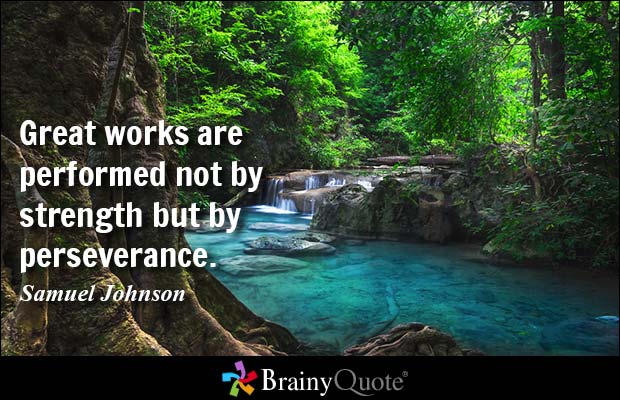 Great works are
performed not by
strength but by
perseverance.
Samuel Johnson
BrainyQuote®